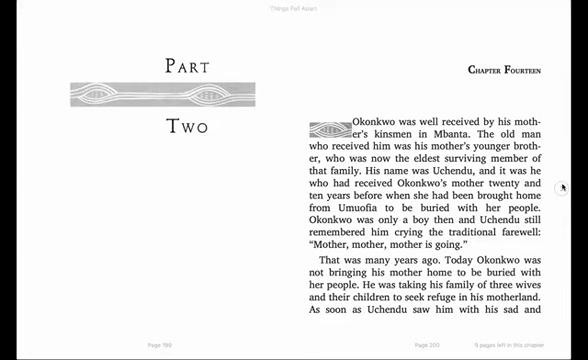 Things Fall Apart
PART
TWO
CHAPTER FOURTEEN
Okonkwo was well received by his moth-
er's kinsmen in Mbanta. The old man
who received him was his mother's younger broth-
er, who was now the eldest surviving member of
that family. His name was Uchendu, and it was he
who had received Okonkwo's mother twenty and
ten years before when she had been brought home
from Umuofia to be buried with her people.
Okonkwo was only a boy then and Uchendu still
remembered him crying the traditional farewell:
“Mother, mother, mother is going.”
That was many years ago. Today Okonkwo was
not bringing his mother home to be buried with
her people. He was taking his family of three wives
and their children to seek refuge in his motherland.
As soon as Uchendu saw him with his sad and
Page 199
Page 200
9 pages left in this chapter